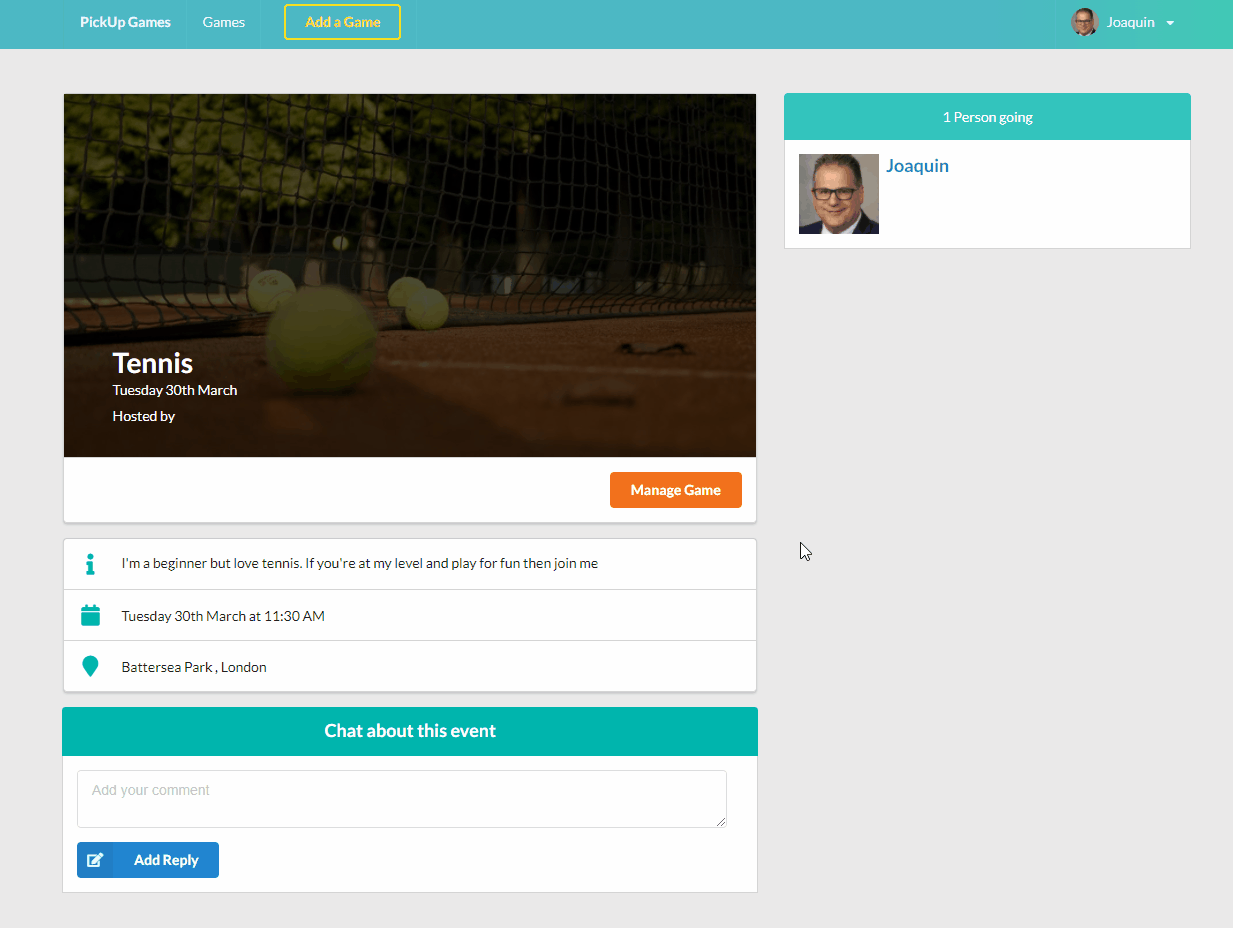 PickUp Games
Games
Add a Game
Joaquin
Tennis
Tuesday 30th March
Hosted by
Manage Game
1 Person going
Joaquin
I'm a beginner but love tennis. If you're at my level and play for fun then join me
Tuesday 30th March at 11:30 AM
Battersea Park , London
Chat about this event
Add your comment
Add Reply